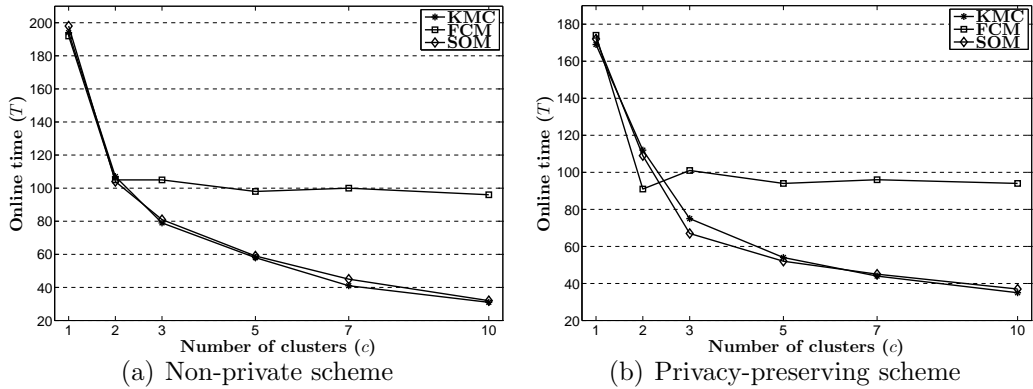 KMC
FCM
SOM
200
180
160
140
120
100
80
60
40
20
Online time (T)
1 2 3 5 7 10
Number of clusters (c)
(a) Non-private scheme
KMC
FCM
SOM
180
160
140
120
100
80
60
40
20
Online time (T)
1 2 3 5 7 10
Number of clusters (c)
(b) Privacy-preserving scheme